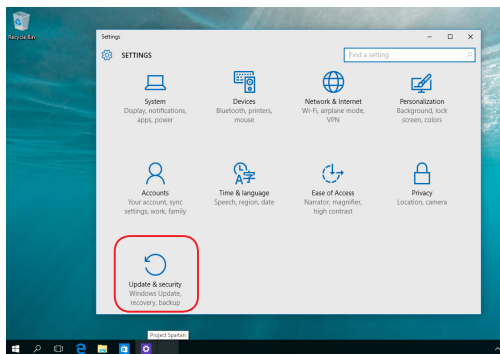 Recycle Bin
Settings
SETTINGS
Find a setting
System
Display, notifications,
apps, power
Devices
Bluetooth, printers,
mouse
Network & Internet
Wi-Fi, airplane mode,
VPN
Personalization
Background, lock
screen, colors
Accounts
Your account, sync
settings, work, family
Time & language
Speech, region, date
Ease of Access
Narrator, magnifier,
high contrast
Privacy
Location, camera
Update & security
Windows Update,
recovery, backup
Project Spartan